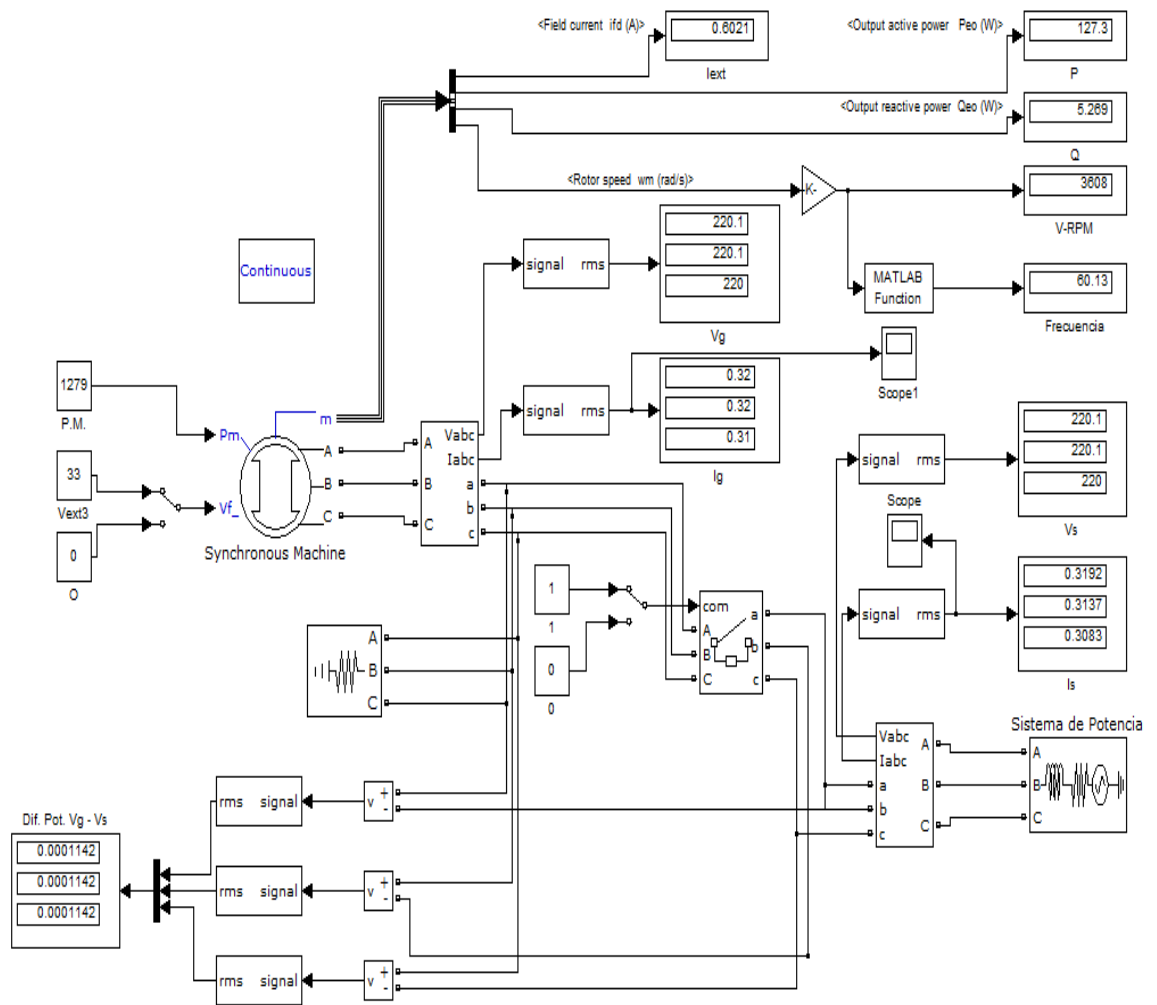 <Field current ifd (A)>
0.6021
Iext
<Output active power Peo (W)>
127.3
P
<Output reactive power Qeo (W)>
5.269
Q
<Rotor speed wm (rad/s)>
K-
3608
V-RPM
MATLAB
Function
60.13
Frecuencia
Continuous
signal rms
220.1
220.1
220
Vg
Scope1
signal rms
0.32
0.32
0.31
Ig
1279
P.M.
33
Vext3
0
O
Pm
Vf_
m
A
B
C
Synchronous Machine
A
B
C
Vabc
Iabc
a
b
c
signal rms
220.1
220.1
220
Vs
Scope
signal rms
0.3192
0.3137
0.3083
Is
1
1
0
0
com
A
B
C
a
b
c
A
B
C
Vabc
Iabc
a
b
c
A
B
C
Sistema de Potencia
A
B
C
Dif. Pot. Vg - Vs
0.0001142
0.0001142
0.0001142
rms signal
v
+
-
rms signal
v
+
-
rms signal
v
+
-